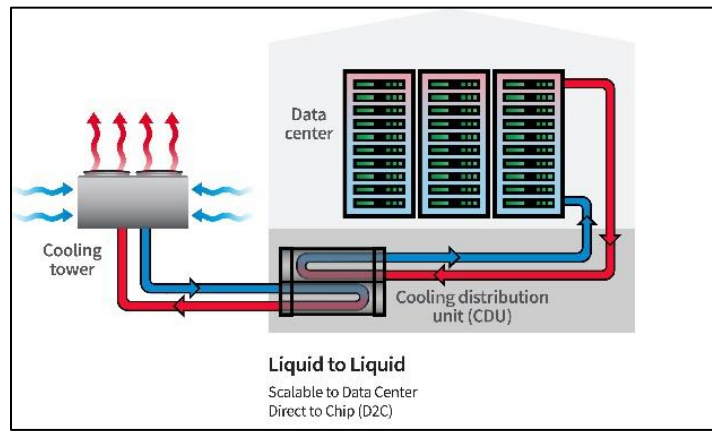 Data
center
Cooling
tower
Cooling distribution
unit (CDU)
Liquid to Liquid
Scalable to Data Center
Direct to Chip (D2C)